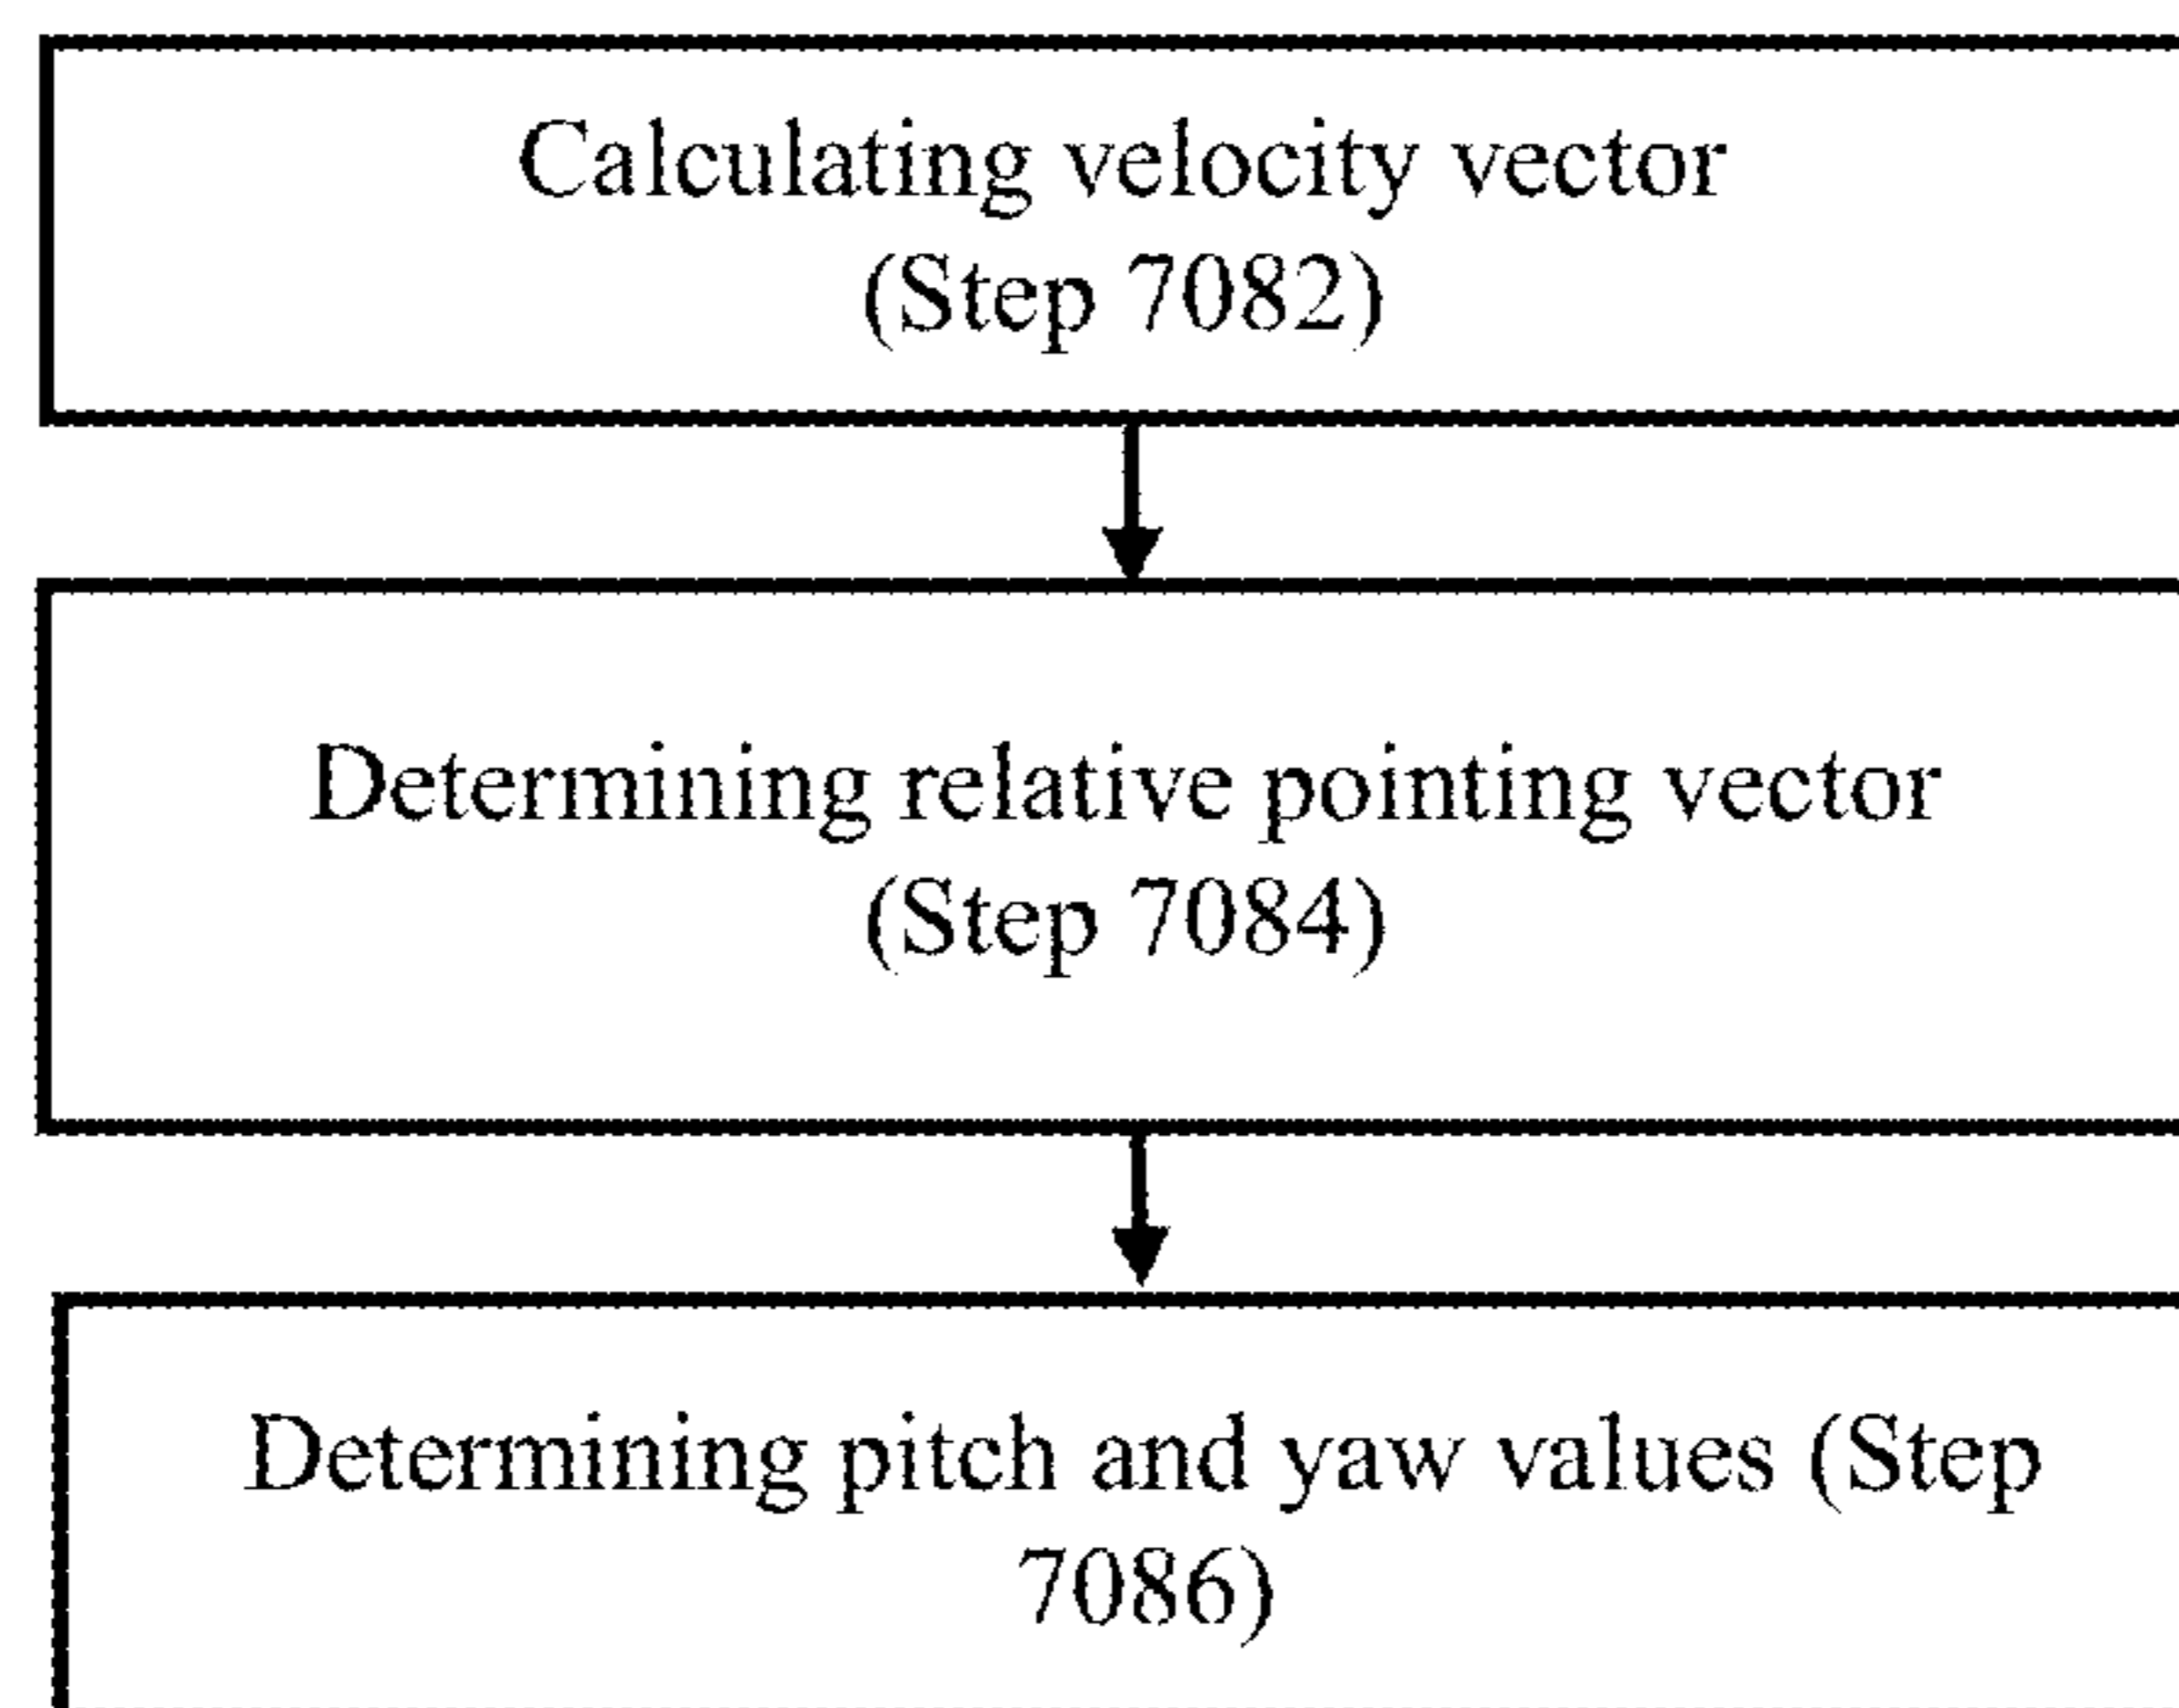 Calculating velocity vector
(Step 7082)
Determining relative pointing vector
(Step 7084)
Determining pitch and yaw values (Step
7086)